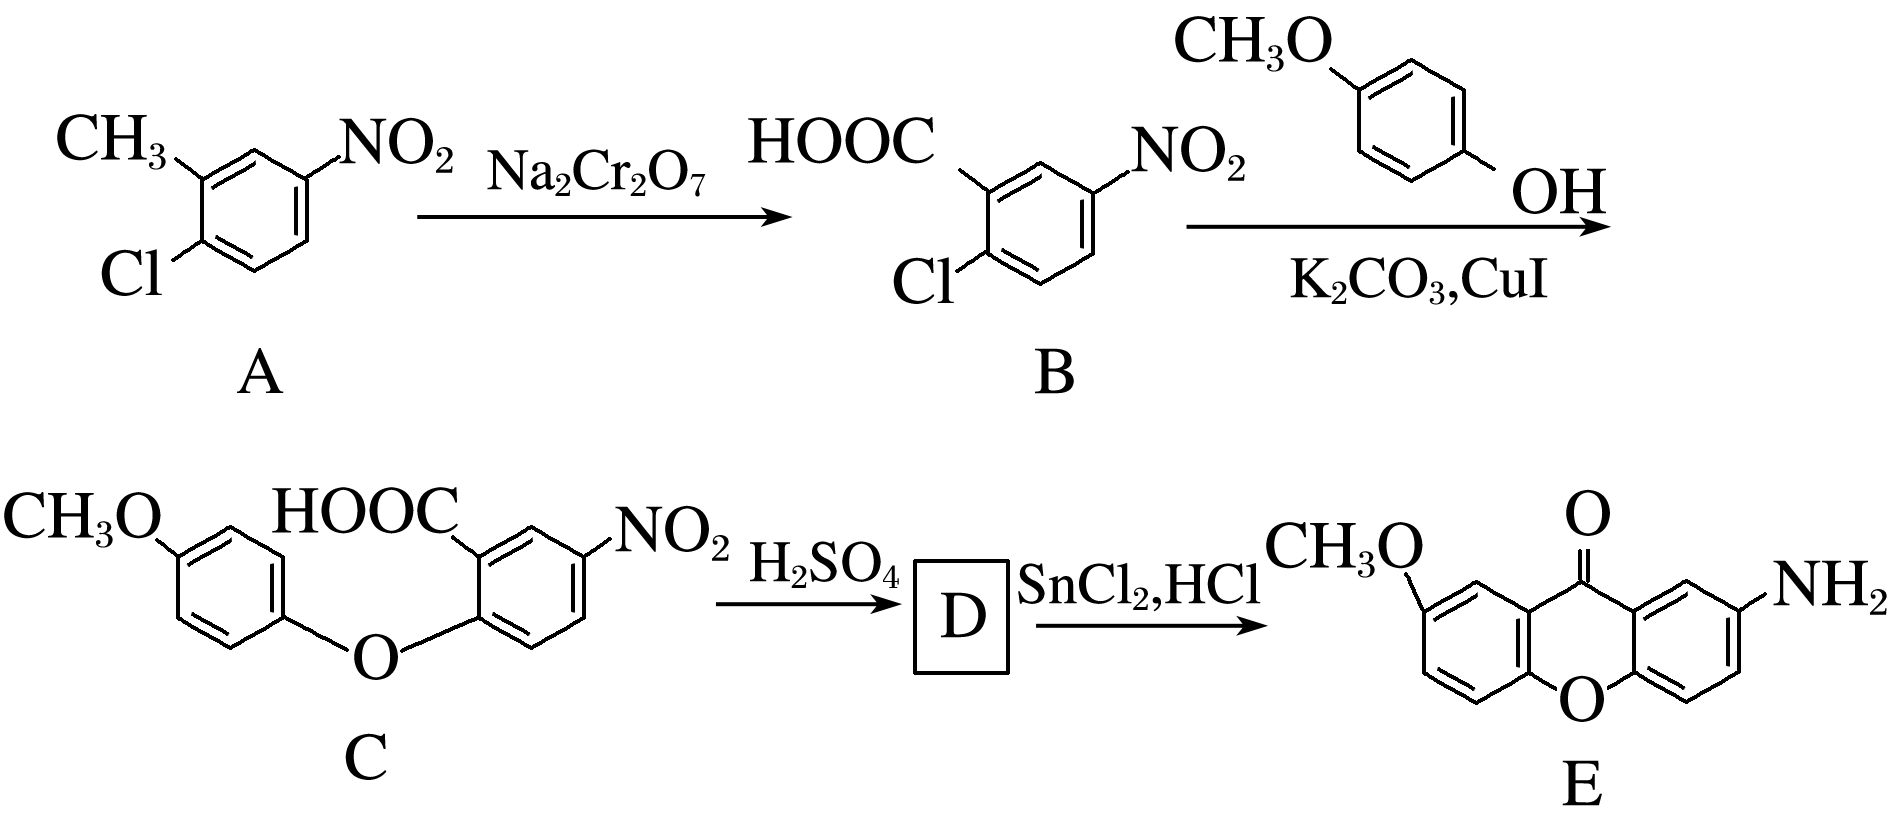 CH₃O
CH₃ NO₂ Na₂Cr₂O₇ HOOC NO₂ OH
Cl Cl K₂CO₃,CuI
A B
CH₃O HOOC NO₂ H₂SO₄ D SnCl₂,HCl CH₃O O NH₂
O O
C E